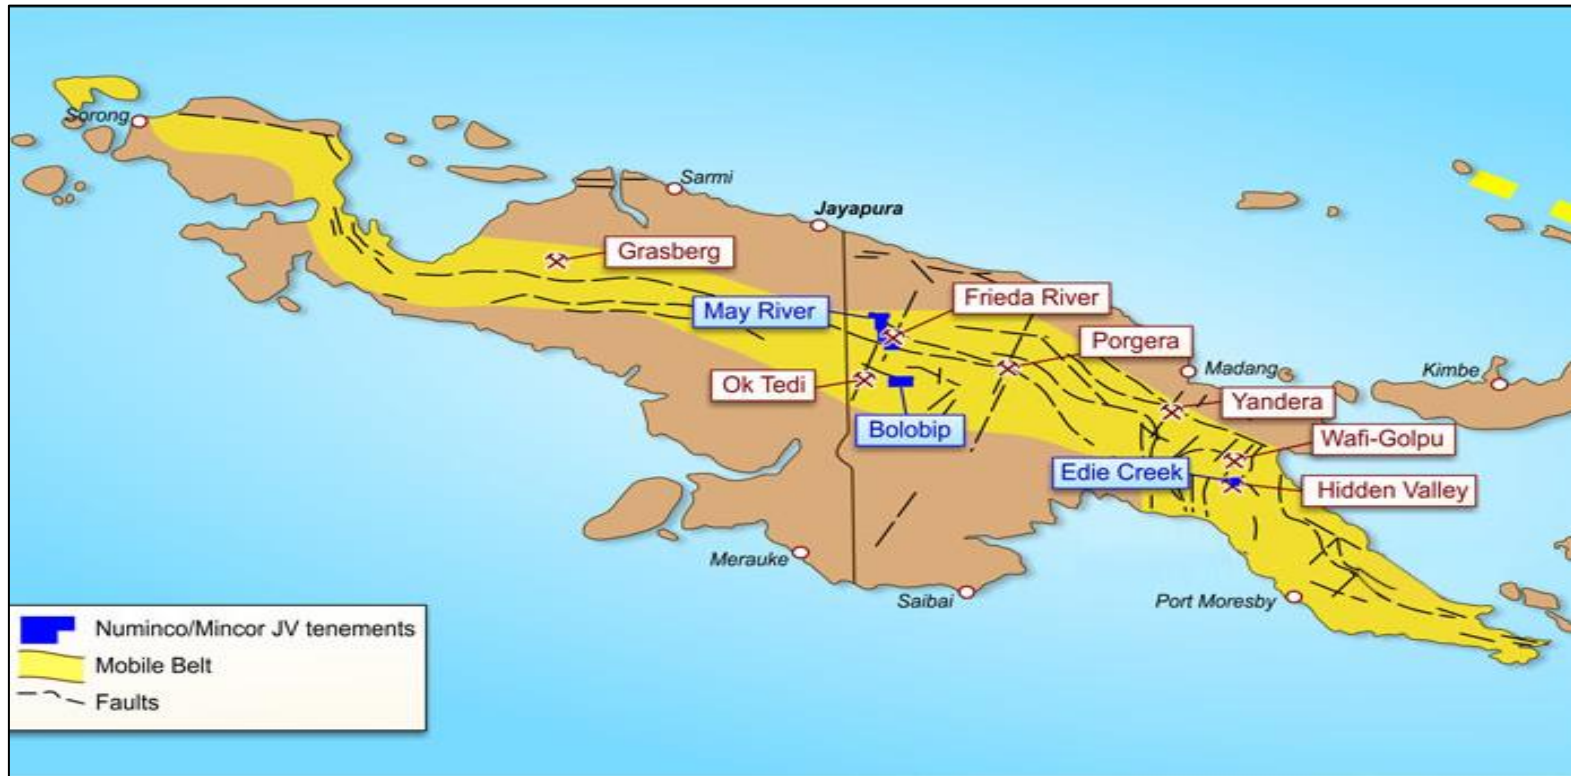 Sorong
Sarmi
Jayapura
Grasberg
Frieda River
May River
Porgera
Ok Tedi
Madang
Kimbe
Yandera
Bolobip
Wafi-Golpu
Edie Creek
Hidden Valley
Merauke
Saibai
Port Moresby
Numinco/Mincor JV tenements
Mobile Belt
Faults